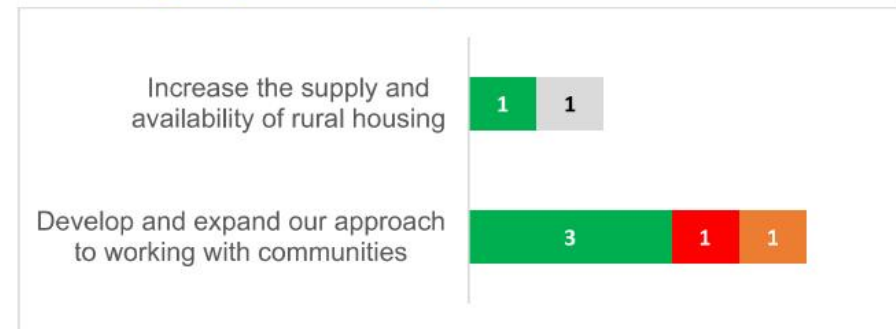 Increase the supply and
availability of rural housing
1 1
Develop and expand our approach
to working with communities
3 1 1